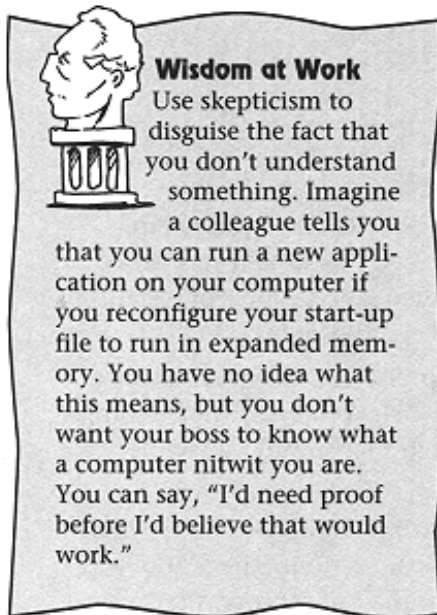 Wisdom at Work
Use skepticism to
disguise the fact that
you don't understand
something. Imagine
a colleague tells you
that you can run a new appli-
cation on your computer if
you reconfigure your start-up
file to run in expanded mem-
ory. You have no idea what
this means, but you don't
want your boss to know what
a computer nitwit you are.
You can say, "I'd need proof
before I'd believe that would
work."